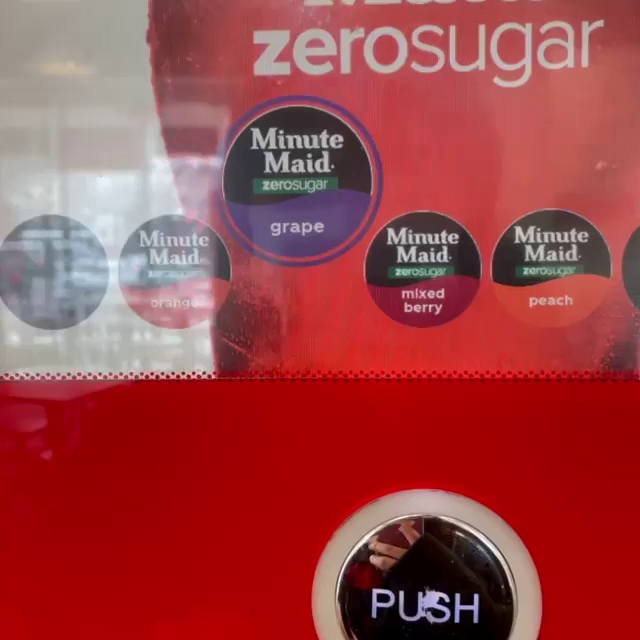 zerosugar
Minute
Maid
zerosugar
grape
Minute
Maid
zerosugar
orange
Minute
Maid
zerosugar
mixed
berry
Minute
Maid
zerosugar
peach
PUSH